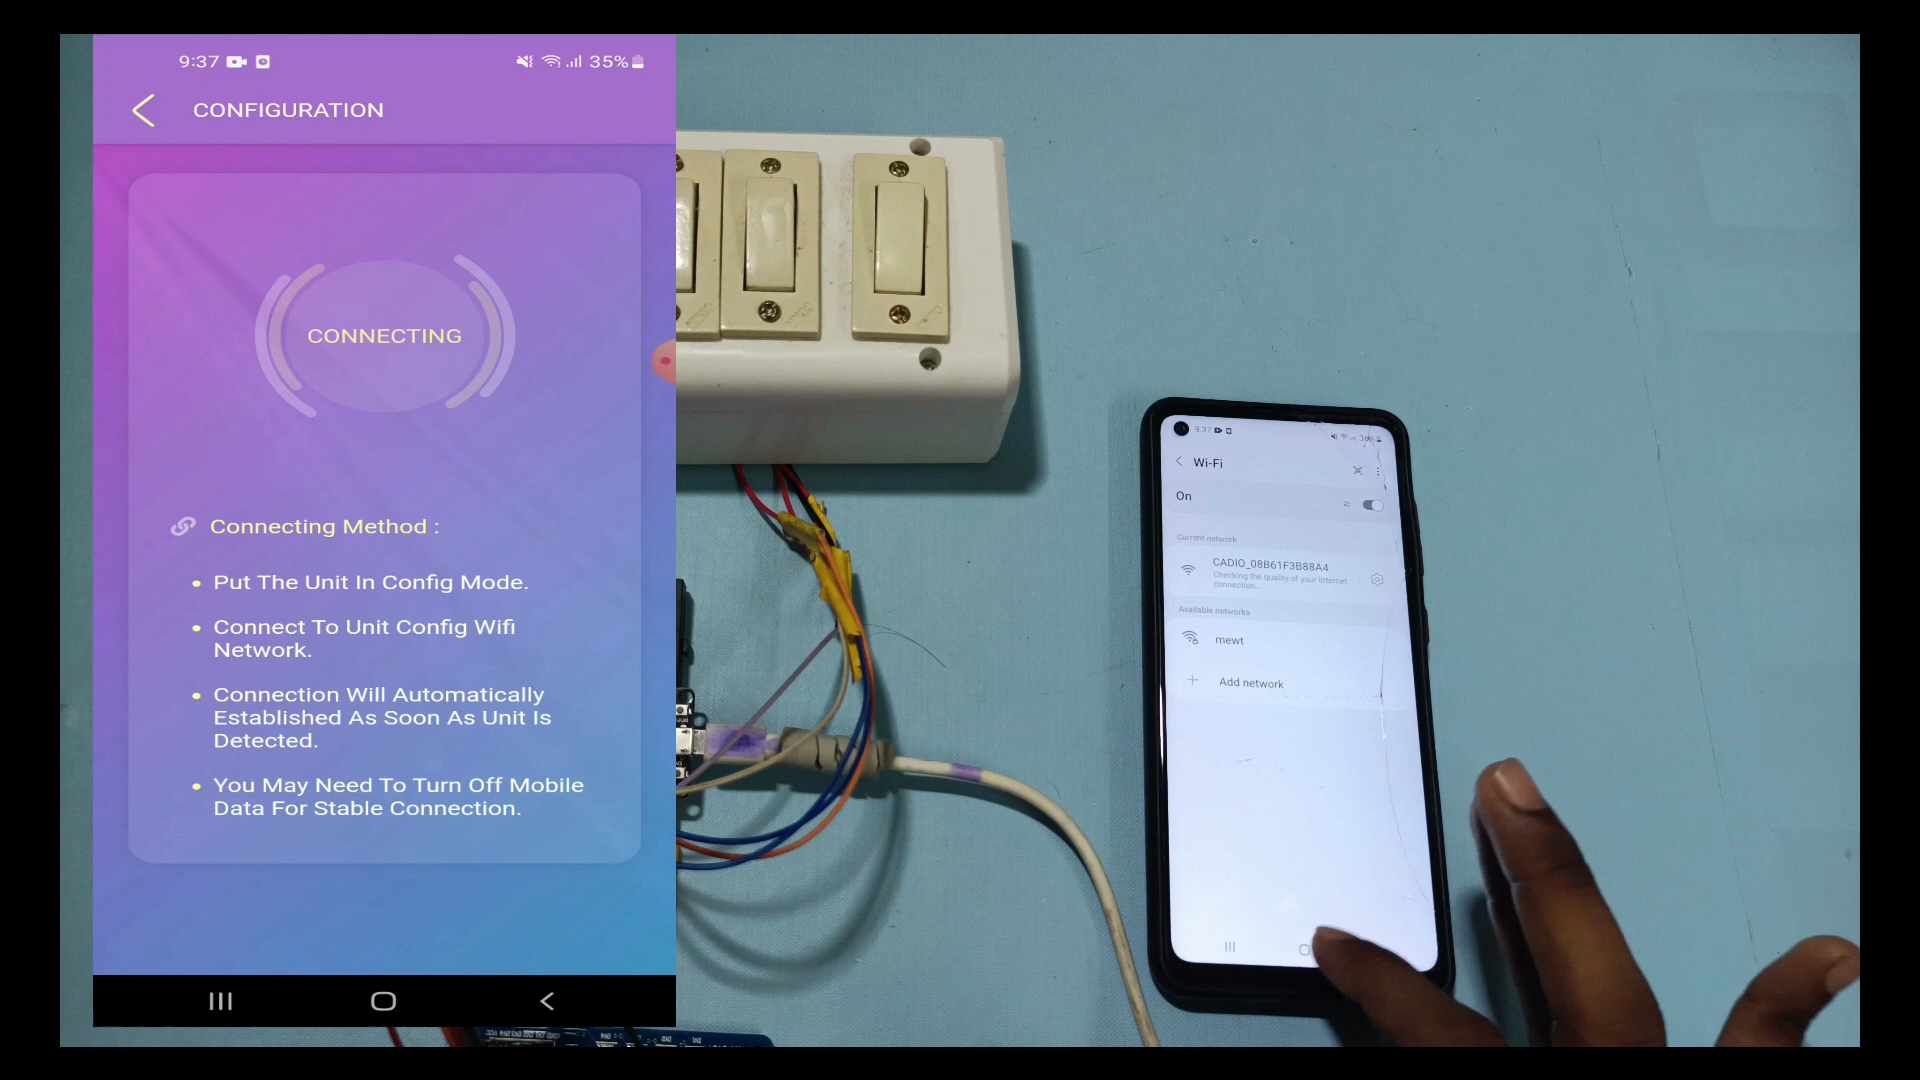 9:37
35%
CONFIGURATION
CONNECTING
Connecting Method :
Put The Unit In Config Mode.
Connect To Unit Config Wifi
Network.
Connection Will Automatically
Established As Soon As Unit Is
Detected.
You May Need To Turn Off Mobile
Data For Stable Connection.
9:37
Wi-Fi
On
Current network
CADIO_08B61F3B88A4
Checking the quality of your internet
connection...
Available networks
mewt
Add network